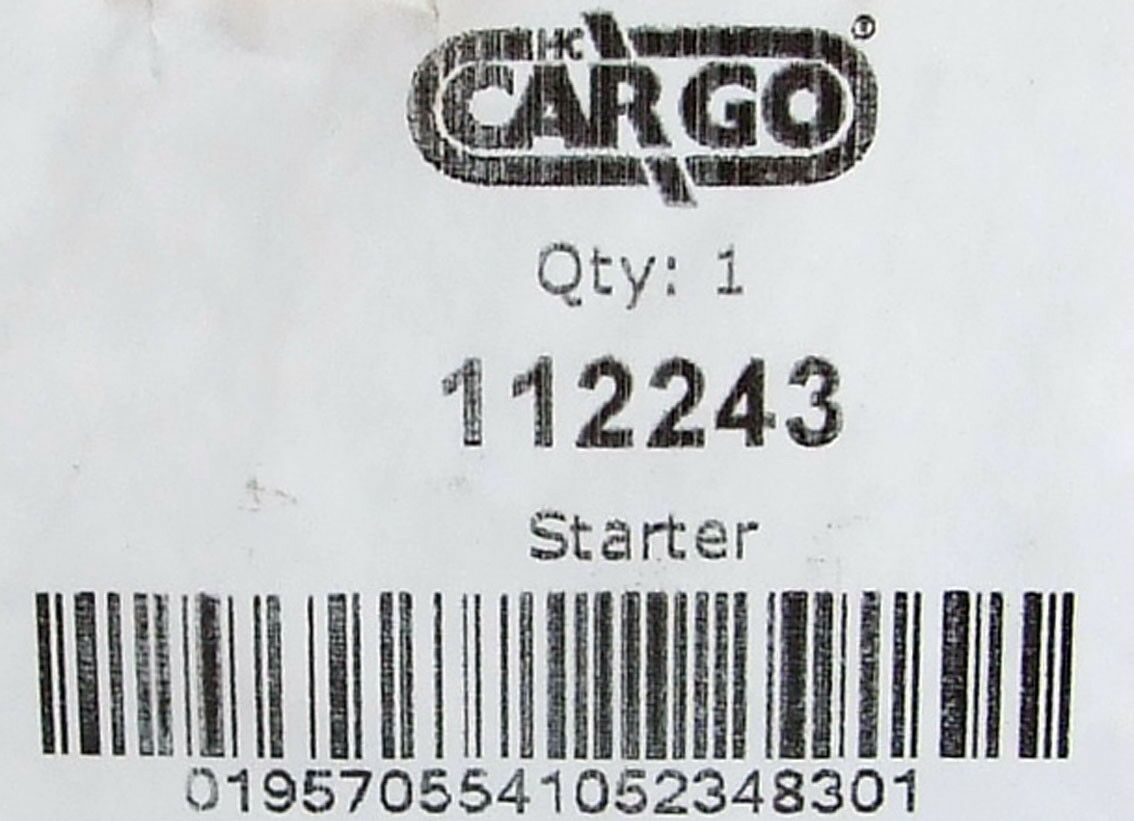 HC
CARGO®
Qty: 1
112243
Starter
0195705541052348301